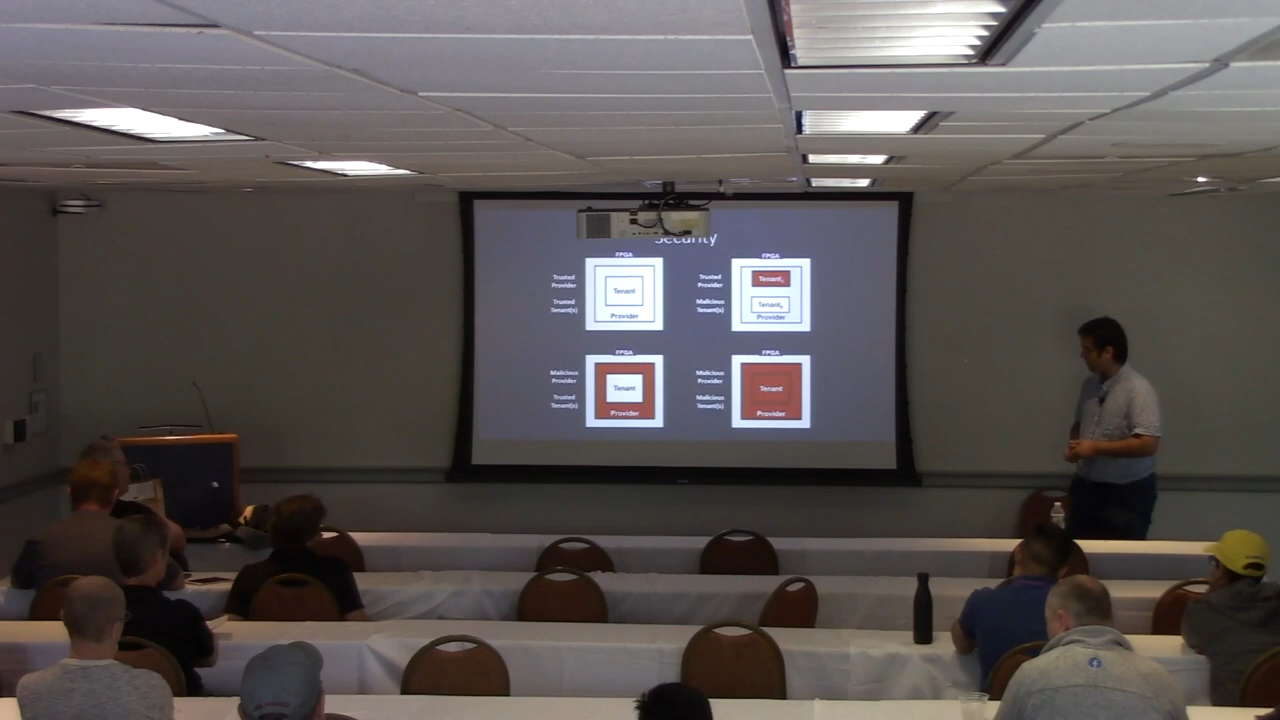 Security
FPGA
Trusted
Provider
Trusted
Tenant(s)
Tenant
Provider
FPGA
Trusted
Provider
Malicious
Tenant(s)
Tenant
Tenant
Provider
FPGA
Malicious
Provider
Trusted
Tenant(s)
Tenant
Provider
FPGA
Malicious
Provider
Malicious
Tenant(s)
Tenant
Provider